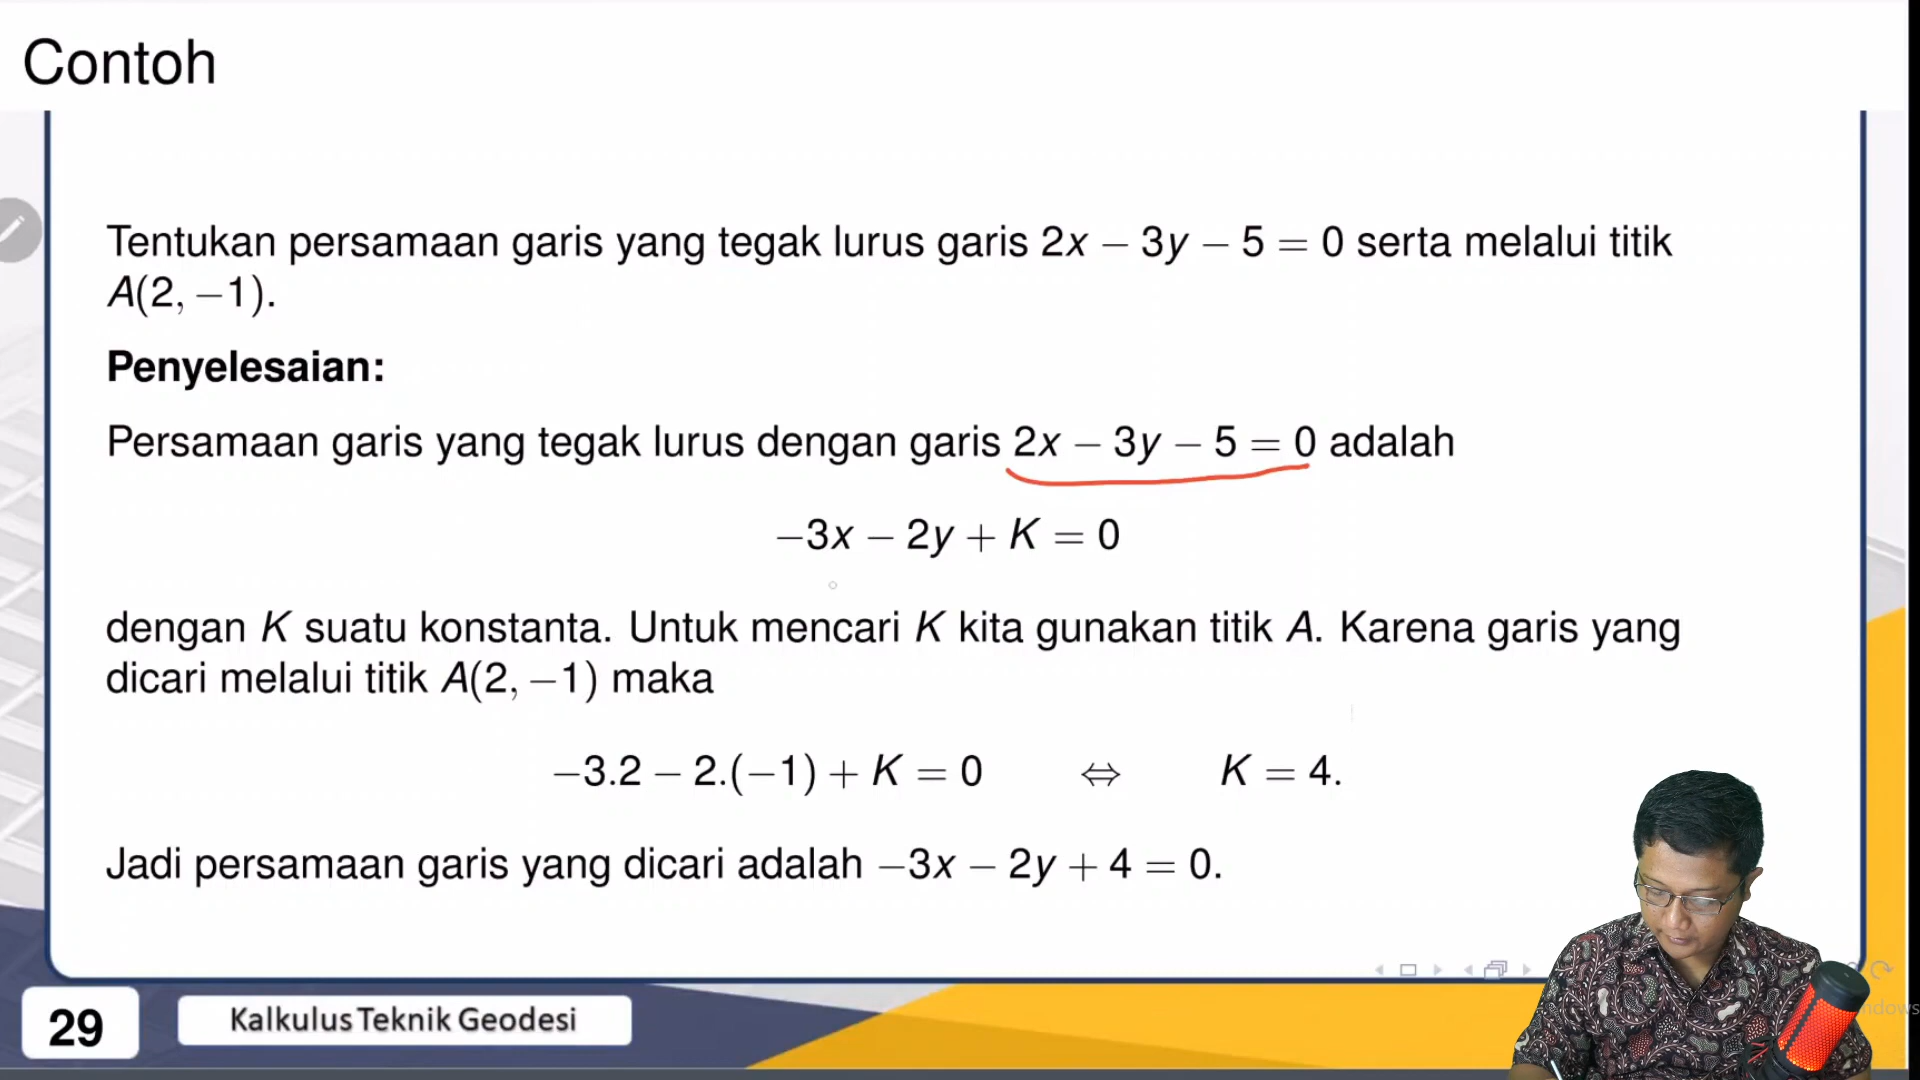 Contoh
Tentukan persamaan garis yang tegak lurus garis 2x − 3y − 5 = 0 serta melalui titik
A(2, −1).
Penyelesaian:
Persamaan garis yang tegak lurus dengan garis 2x − 3y − 5 = 0 adalah
−3x − 2y + K = 0
dengan K suatu konstanta. Untuk mencari K kita gunakan titik A. Karena garis yang
dicari melalui titik A(2, −1) maka
−3.2 − 2.(−1) + K = 0 ⇔ K = 4.
Jadi persamaan garis yang dicari adalah −3x − 2y + 4 = 0.
29
Kalkulus Teknik Geodesi